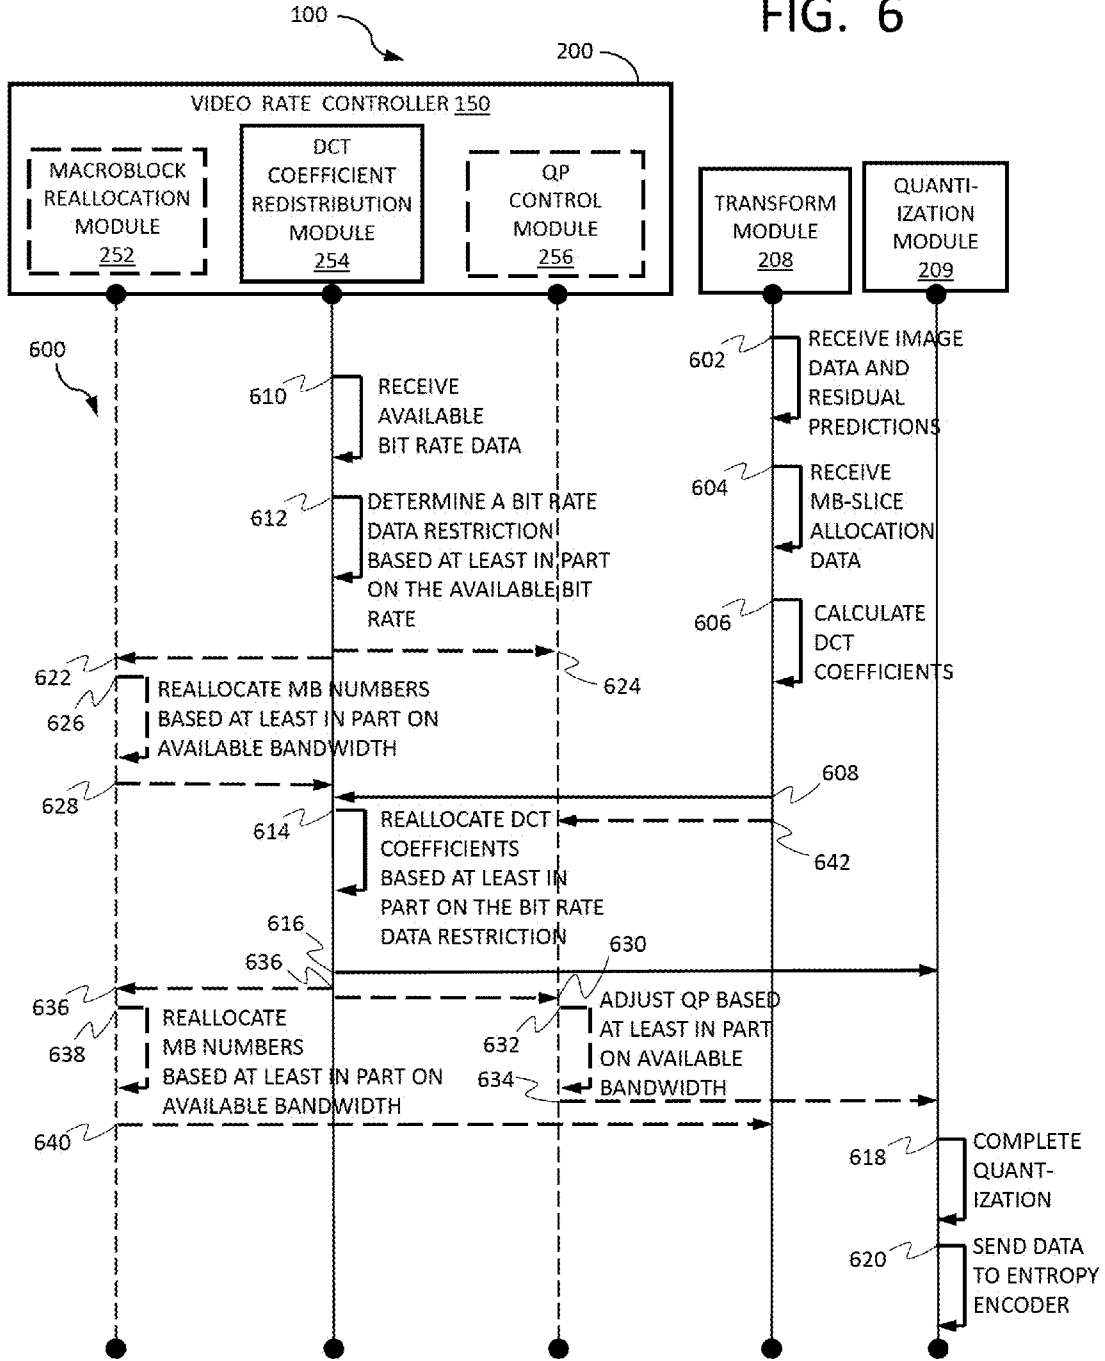 FIG. 6
100
200
VIDEO RATE CONTROLLER 150
MACROBLOCK
REALLOCATION
MODULE
252
DCT
COEFFICIENT
REDISTRIBUTION
MODULE
254
QP
CONTROL
MODULE
256
TRANSFORM
MODULE
208
QUANTI-
IZATION
MODULE
209
600
602
RECEIVE IMAGE
DATA AND
RESIDUAL
PREDICTIONS
610
RECEIVE
AVAILABLE
BIT RATE DATA
604
RECEIVE
MB-SLICE
ALLOCATION
DATA
612
DETERMINE A BIT RATE
DATA RESTRICTION
BASED AT LEAST IN PART
ON THE AVAILABLE BIT
RATE
606
CALCULATE
DCT
COEFFICIENTS
622
624
626
REALLOCATE MB NUMBERS
BASED AT LEAST IN PART ON
AVAILABLE BANDWIDTH
628
608
614
REALLOCATE DCT
COEFFICIENTS
BASED AT LEAST IN
PART ON THE BIT RATE
DATA RESTRICTION
642
616
636
630
636
638
REALLOCATE
MB NUMBERS
BASED AT LEAST IN PART ON
AVAILABLE BANDWIDTH
632
ADJUST QP BASED
AT LEAST IN PART
ON AVAILABLE
BANDWIDTH
634
640
618
COMPLETE
QUANT-
IZATION
620
SEND DATA
TO ENTROPY
ENCODER